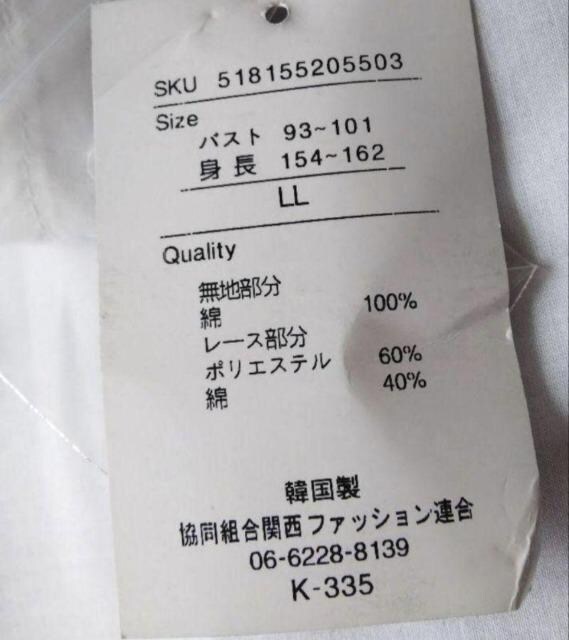 SKU 518155205503
Size
バスト 93~101
身長 154~162
LL
Quality
無地部分
綿 100%
レース部分
ポリエステル 60%
綿 40%
韓国製
協同組合関西ファッション連合
06-6228-8139
K-335